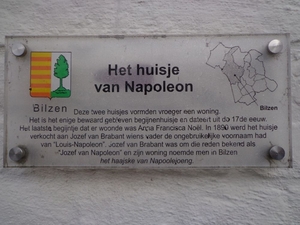 Het huisje
van Napoleon
Bilzen
Bilzen
Deze twee huisjes vormden vroeger een woning.
Het is het enige bewaard gebleven begijnenhuisje en dateert uit de 17de eeuw.
Het laatste begijntje dat er woonde was Anna Francisca Noël. In 1890 werd het huisje
verkocht aan Jozef van Brabant wiens vader de ongebruikelijke voornaam had
van "Louis-Napoleon". Jozef van Brabant was om die reden bekend als
"Jozef van Napoleon" en zijn woning noemde men in Bilzen
het haajske van Napoolejoeng.